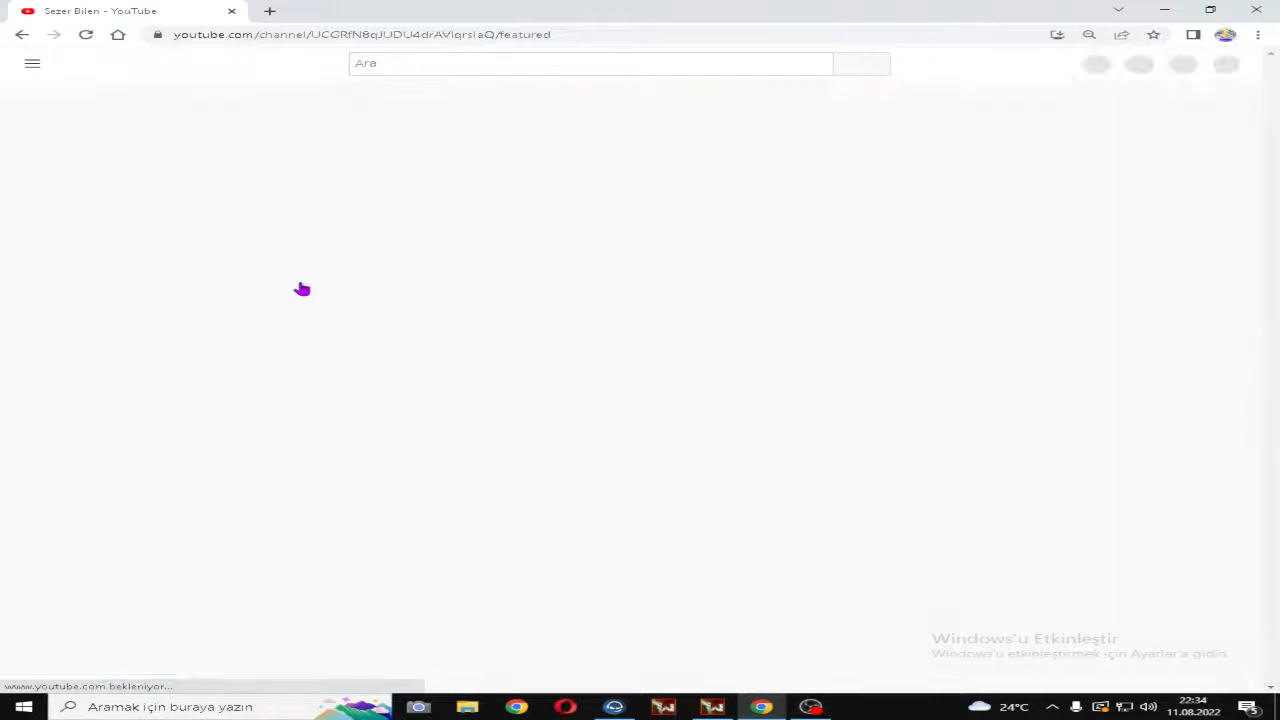 Sezer Bilen - YouTube
youtube.com/channel/UCGRfN8qJUDU4drAVIqrsIaQ/featured
Ara
Windows'u Etkinleştir
Windows'u etkinleştirmek için Ayarlar'a gidin.
www.youtube.com bekleniyor...
Aramak için buraya yazın
24°C
22:34
11.08.2022
5